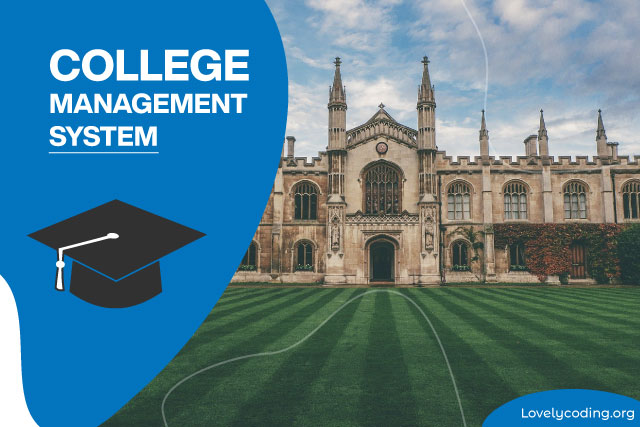 COLLEGE
MANAGEMENT
SYSTEM
Lovelycoding.org